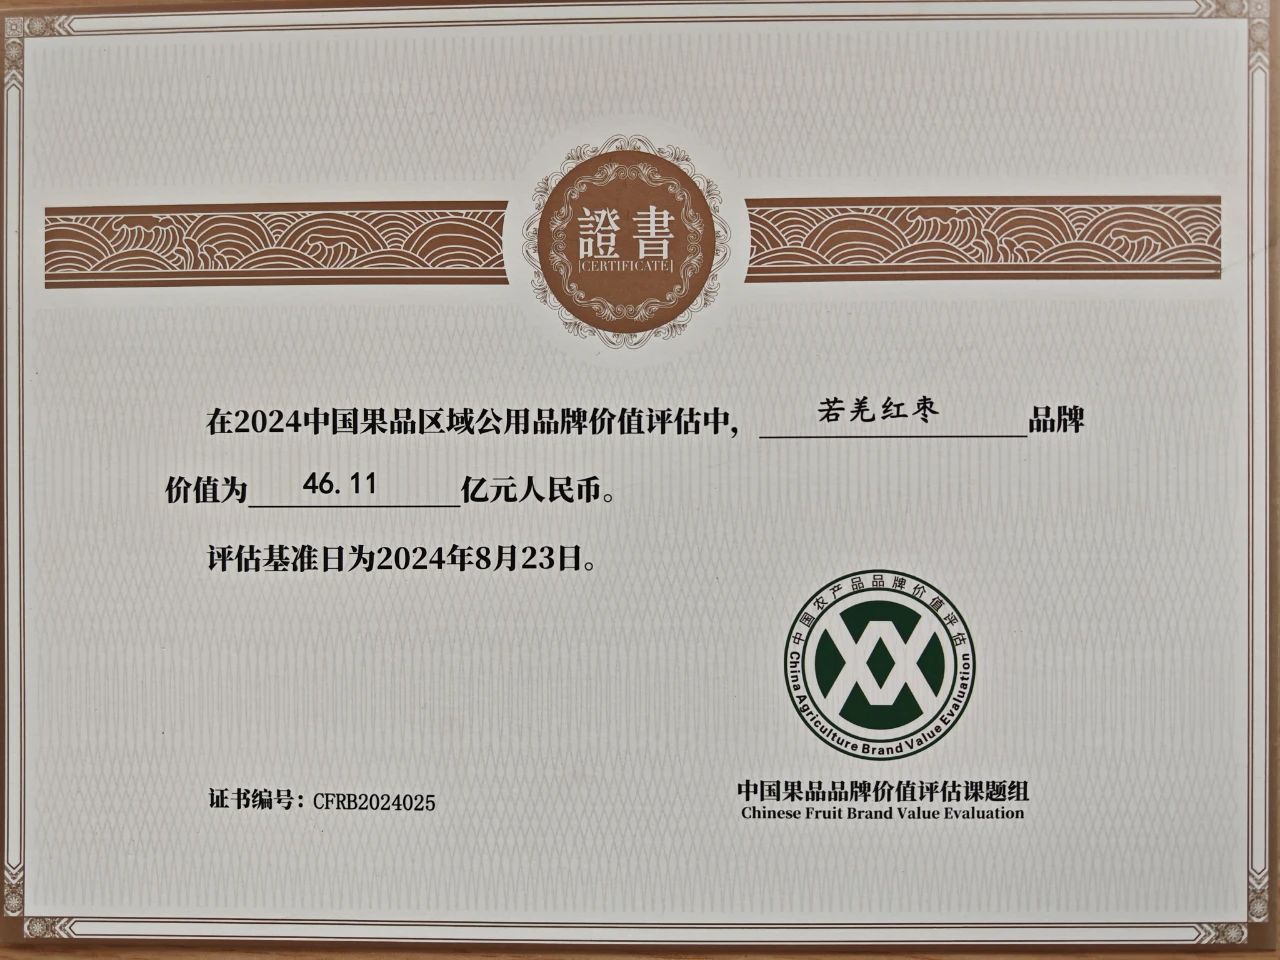 證書
CERTIFICATE
在2024中国果品区域公用品牌价值评估中，若羌红枣品牌
价值为46.11亿元人民币。
评估基准日为2024年8月23日。
中国农产品品牌价值评估
China Agriculture Brand Value Evaluation
证书编号：CFRB2024025
中国果品品牌价值评估课题组
Chinese Fruit Brand Value Evaluation